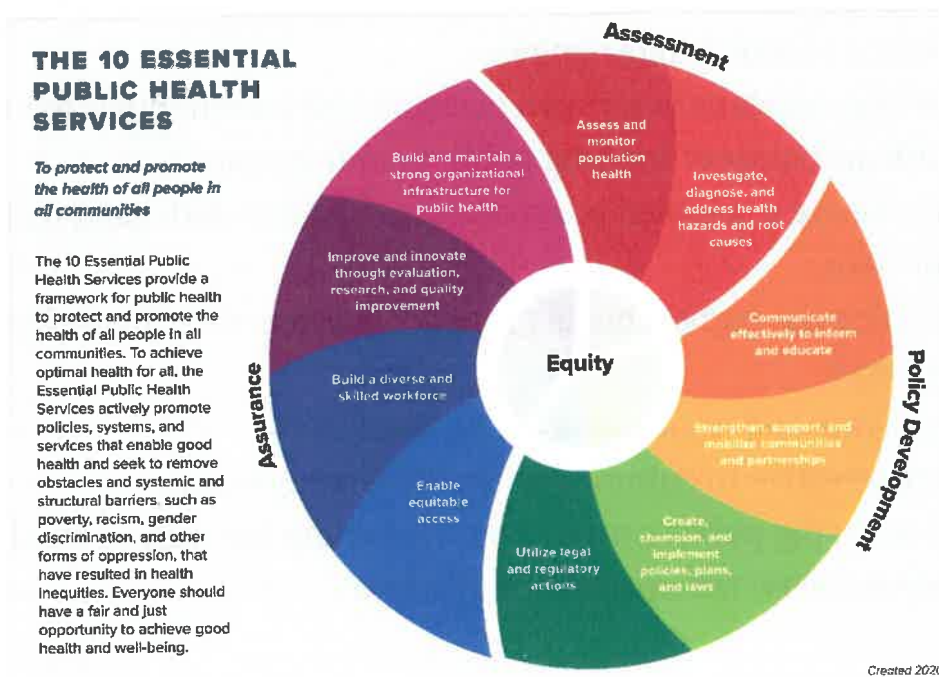 THE 10 ESSENTIAL
PUBLIC HEALTH
SERVICES
To protect and promote
the health of all people in
all communities
The 10 Essential Public
Health Services provide a
framework for public health
to protect and promote the
health of all people in all
communities. To achieve
optimal health for all, the
Essential Public Health
Services actively promote
policies, systems, and
services that enable good
health and seek to remove
obstacles and systemic and
structural barriers, such as
poverty, racism, gender
discrimination, and other
forms of oppression, that
have resulted in health
inequities. Everyone should
have a fair and just
opportunity to achieve good
health and well-being.
Assessment
Assess and
monitor
population
health
Investigate,
diagnose, and
address health
hazards and root
causes
Policy Development
Communicate
effectively to inform
and educate
Strengthen, support, and
mobilize communities
and partnerships
Create,
champion, and
implement
policies, plans,
and laws
Utilize legal
and regulatory
actions
Assurance
Enable
equitable
access
Build a diverse and
skilled workforce
Improve and innovate
through evaluation,
research, and quality
improvement
Build and maintain a
strong organizational
infrastructure for
public health
Equity
Created 2020